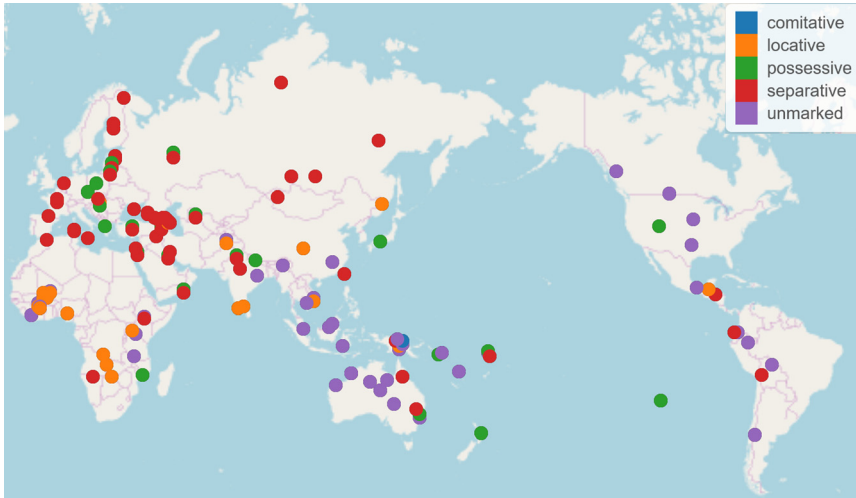 comitative
locative
possessive
separative
unmarked